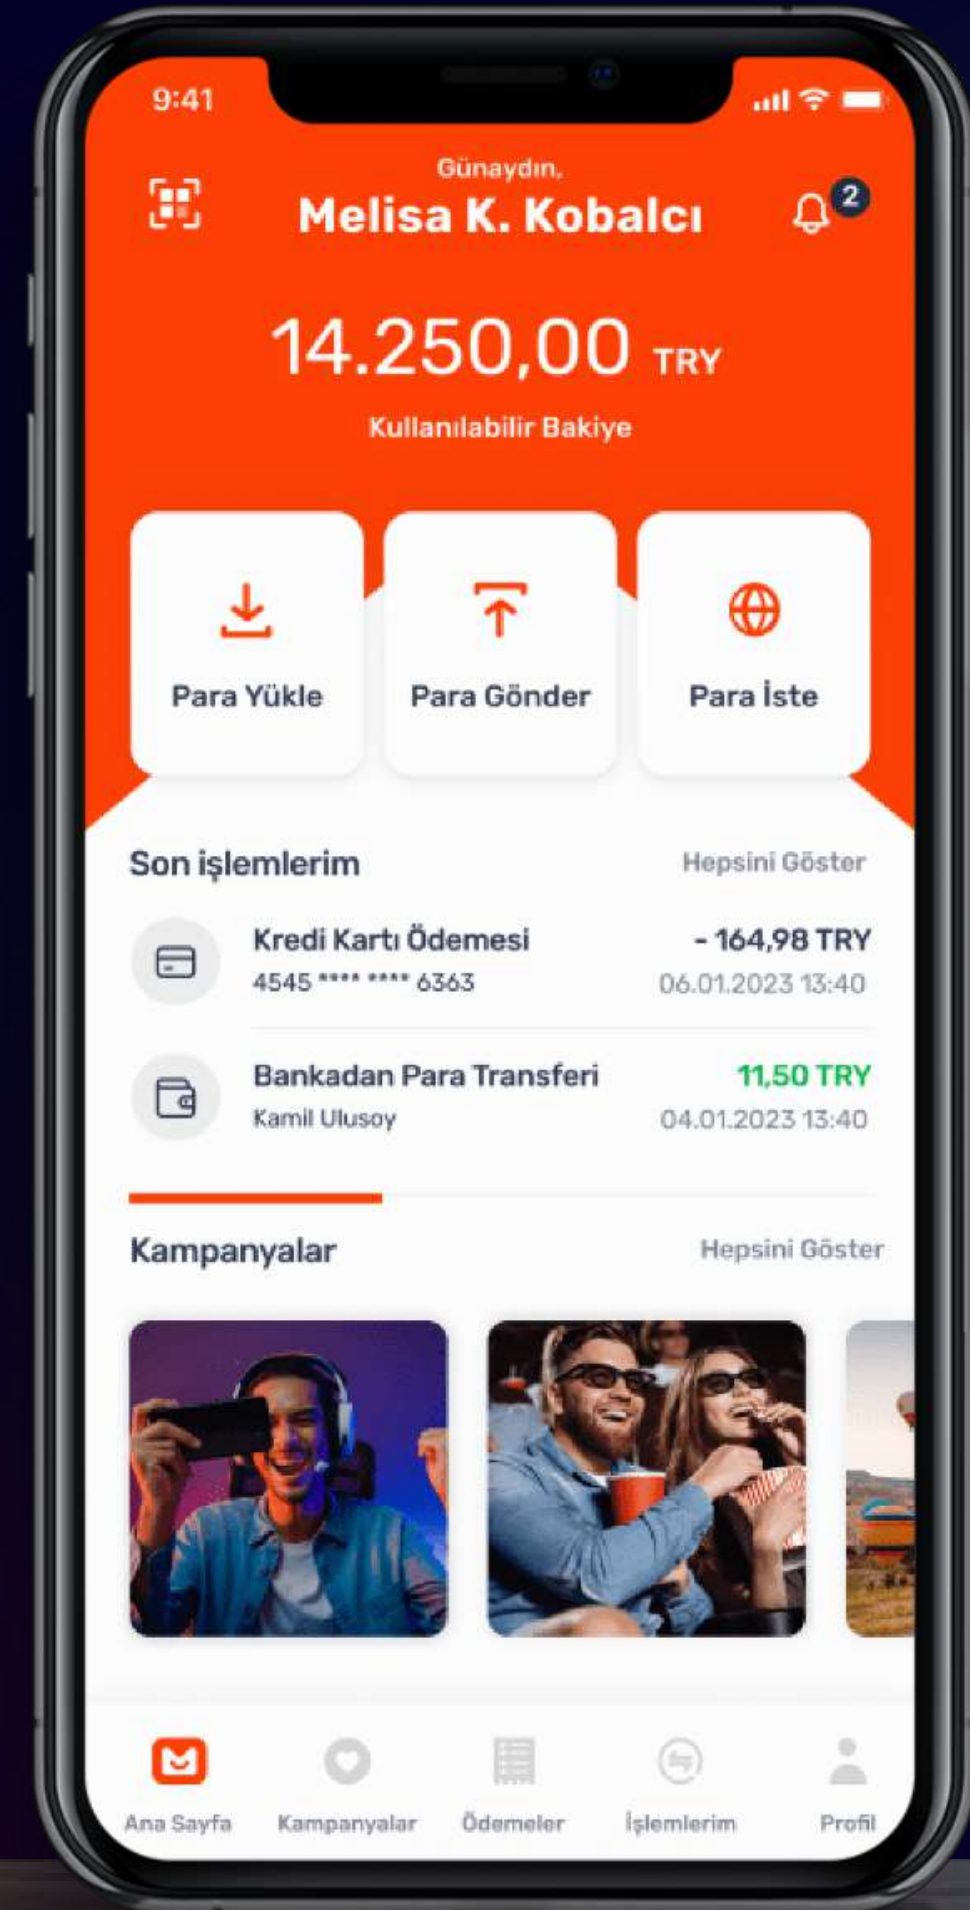 9:41
Günaydın,
Melisa K. Kobalcı
2
14.250,00 TRY
Kullanılabilir Bakiye
Para Yükle
Para Gönder
Para İste
Son işlemlerim
Hepsini Göster
Kredi Kartı Ödemesi
- 164,98 TRY
4545 **** **** 6363
06.01.2023 13:40
Bankadan Para Transferi
11,50 TRY
Kamil Ulusoy
04.01.2023 13:40
Kampanyalar
Hepsini Göster
Ana Sayfa
Kampanyalar
Ödemeler
İşlemlerim
Profil